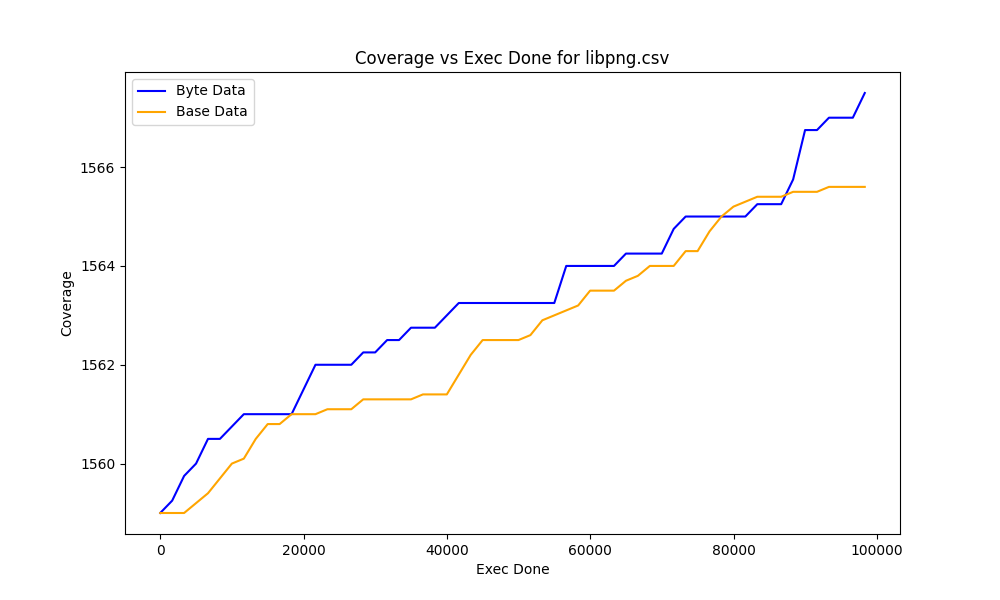 Coverage vs Exec Done for libpng.csv
Byte Data
Base Data
Coverage
1566
1564
1562
1560
0 20000 40000 60000 80000 100000
Exec Done